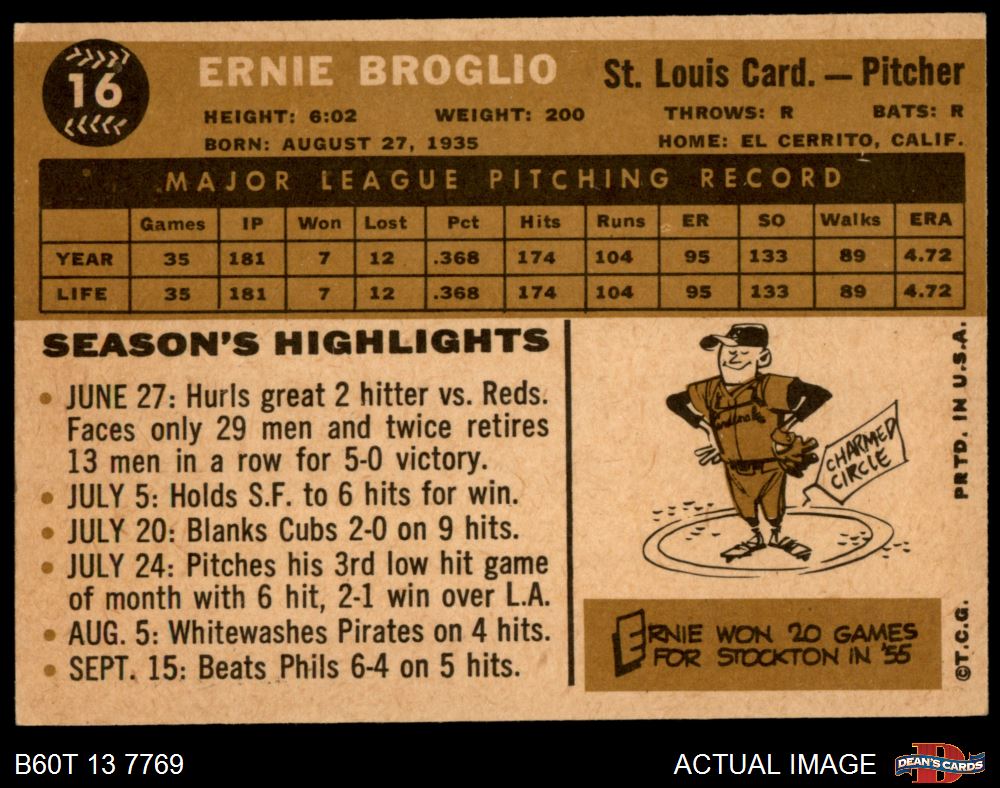 16
ERNIE BROGLIO
St. Louis Card. — Pitcher
HEIGHT: 6:02 WEIGHT: 200 THROWS: R BATS: R
BORN: AUGUST 27, 1935 HOME: EL CERRITO, CALIF.
MAJOR LEAGUE PITCHING RECORD
Games IP Won Lost Pct Hits Runs ER SO Walks ERA
YEAR 35 181 7 12 .368 174 104 95 133 89 4.72
LIFE 35 181 7 12 .368 174 104 95 133 89 4.72
SEASON'S HIGHLIGHTS
• JUNE 27: Hurls great 2 hitter vs. Reds.
Faces only 29 men and twice retires
13 men in a row for 5-0 victory.
• JULY 5: Holds S.F. to 6 hits for win.
• JULY 20: Blanks Cubs 2-0 on 9 hits.
• JULY 24: Pitches his 3rd low hit game
of month with 6 hit, 2-1 win over L.A.
• AUG. 5: Whitewashes Pirates on 4 hits.
• SEPT. 15: Beats Phils 6-4 on 5 hits.
Cardinals
CHARMED
CIRCLE
ERNIE WON 20 GAMES
FOR STOCKTON IN '55
©T.C.G. PRTD. IN U.S.A.
B60T 13 7769
ACTUAL IMAGE
D
DEAN'S CARDS